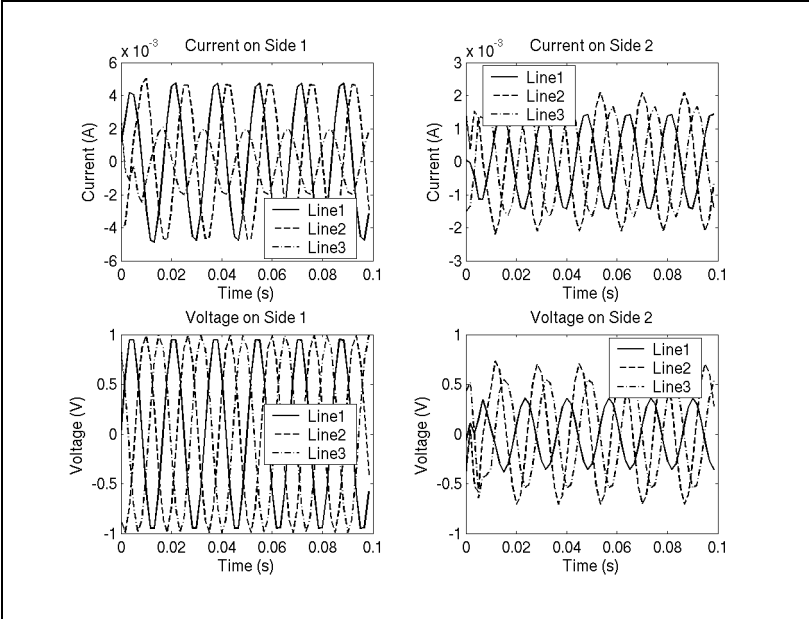 Current on Side 1
x 10⁻³
6
4
2
0
-2
-4
-6
Current (A)
Line1
Line2
Line3
0 0.02 0.04 0.06 0.08 0.1
Time (s)
Current on Side 2
x 10⁻³
3
2
1
0
-1
-2
-3
Current (A)
Line1
Line2
Line3
0 0.02 0.04 0.06 0.08 0.1
Time (s)
Voltage on Side 1
1
0.5
0
-0.5
-1
Voltage (V)
Line1
Line2
Line3
0 0.02 0.04 0.06 0.08 0.1
Time (s)
Voltage on Side 2
1
0.5
0
-0.5
-1
Voltage (V)
Line1
Line2
Line3
0 0.02 0.04 0.06 0.08 0.1
Time (s)